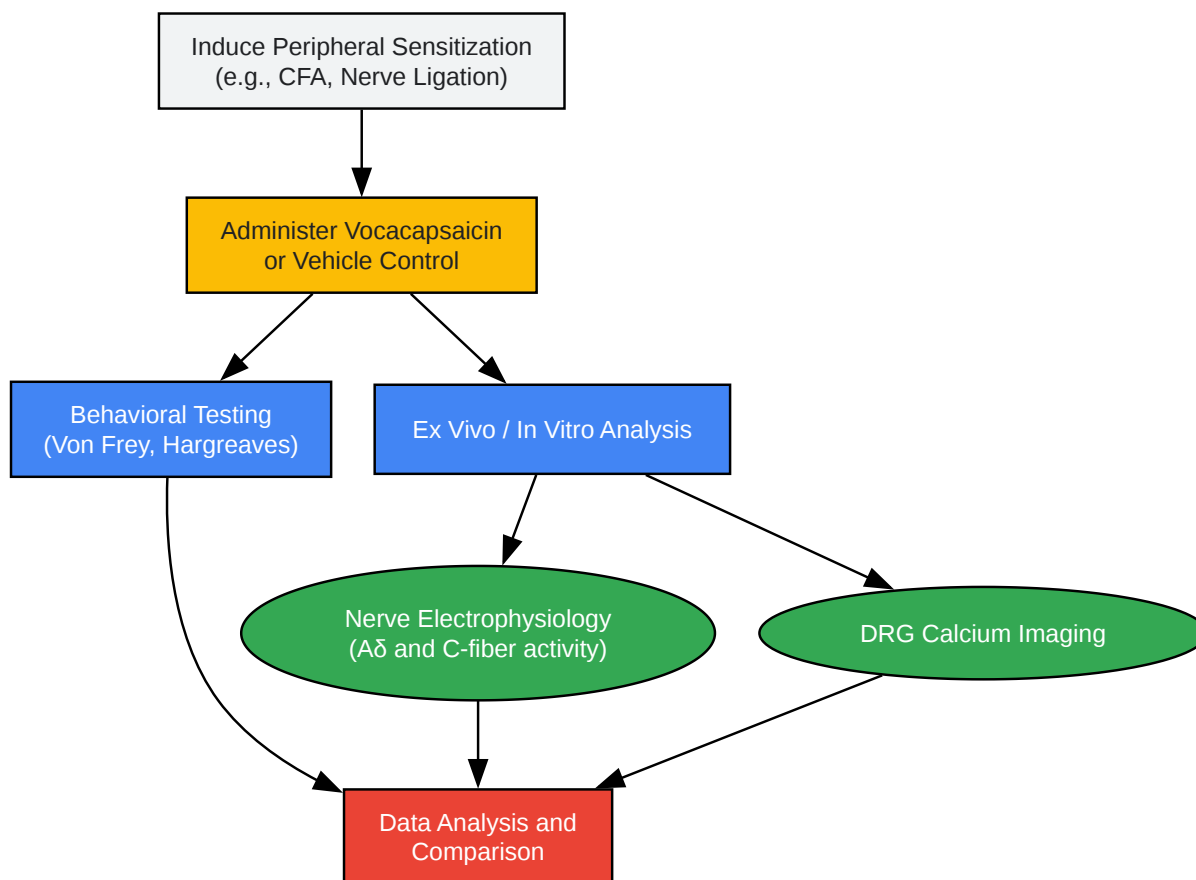 Induce Peripheral Sensitization
(e.g., CFA, Nerve Ligation)
Administer Vocacapsaicin
or Vehicle Control
Behavioral Testing
(Von Frey, Hargreaves)
Ex Vivo / In Vitro Analysis
Nerve Electrophysiology
(Aδ and C-fiber activity)
DRG Calcium Imaging
Data Analysis and
Comparison